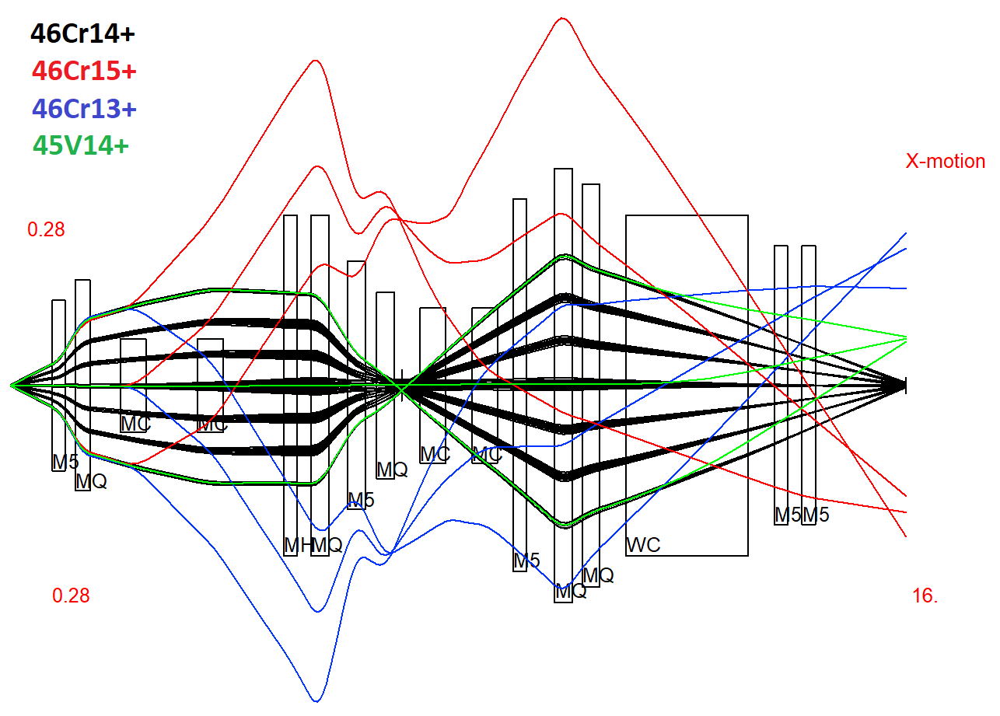 46Cr14+
46Cr15+
46Cr13+
45V14+
X-motion
0.28
MC
MC
MC
MC
M5
MQ
MQ
M5
M5
M5
MH
MQ
WC
M5
MQ
MQ
0.28
16.